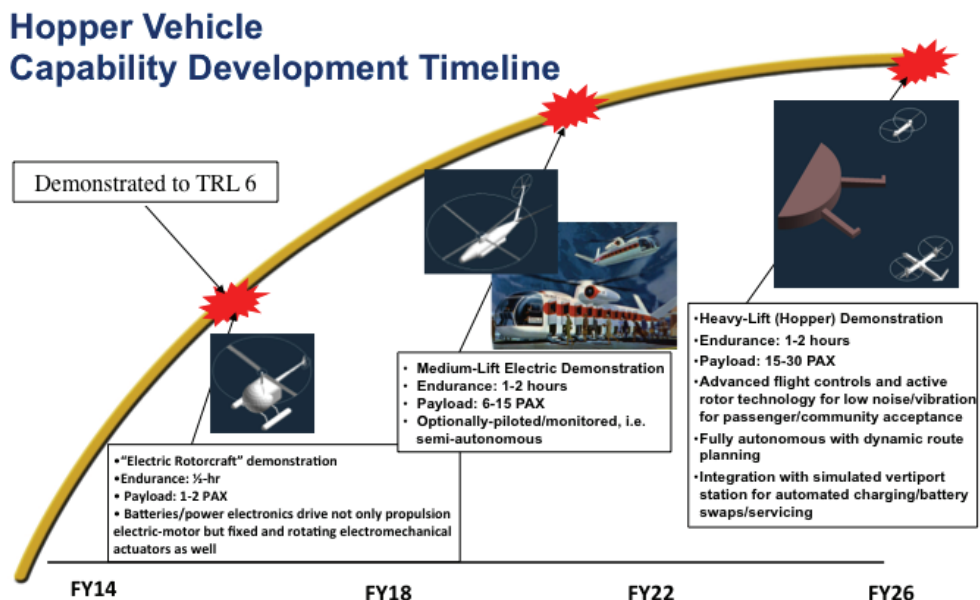 Hopper Vehicle
Capability Development Timeline
Demonstrated to TRL 6
•"Electric Rotorcraft" demonstration
•Endurance: ½-hr
• Payload: 1-2 PAX
• Batteries/power electronics drive not only propulsion
electric-motor but fixed and rotating electromechanical
actuators as well
• Medium-Lift Electric Demonstration
• Endurance: 1-2 hours
• Payload: 6-15 PAX
• Optionally-piloted/monitored, i.e.
semi-autonomous
•Heavy-Lift (Hopper) Demonstration
•Endurance: 1-2 hours
•Payload: 15-30 PAX
•Advanced flight controls and active
rotor technology for low noise/vibration
for passenger/community acceptance
•Fully autonomous with dynamic route
planning
•Integration with simulated vertiport
station for automated charging/battery
swaps/servicing
FY14
FY18
FY22
FY26